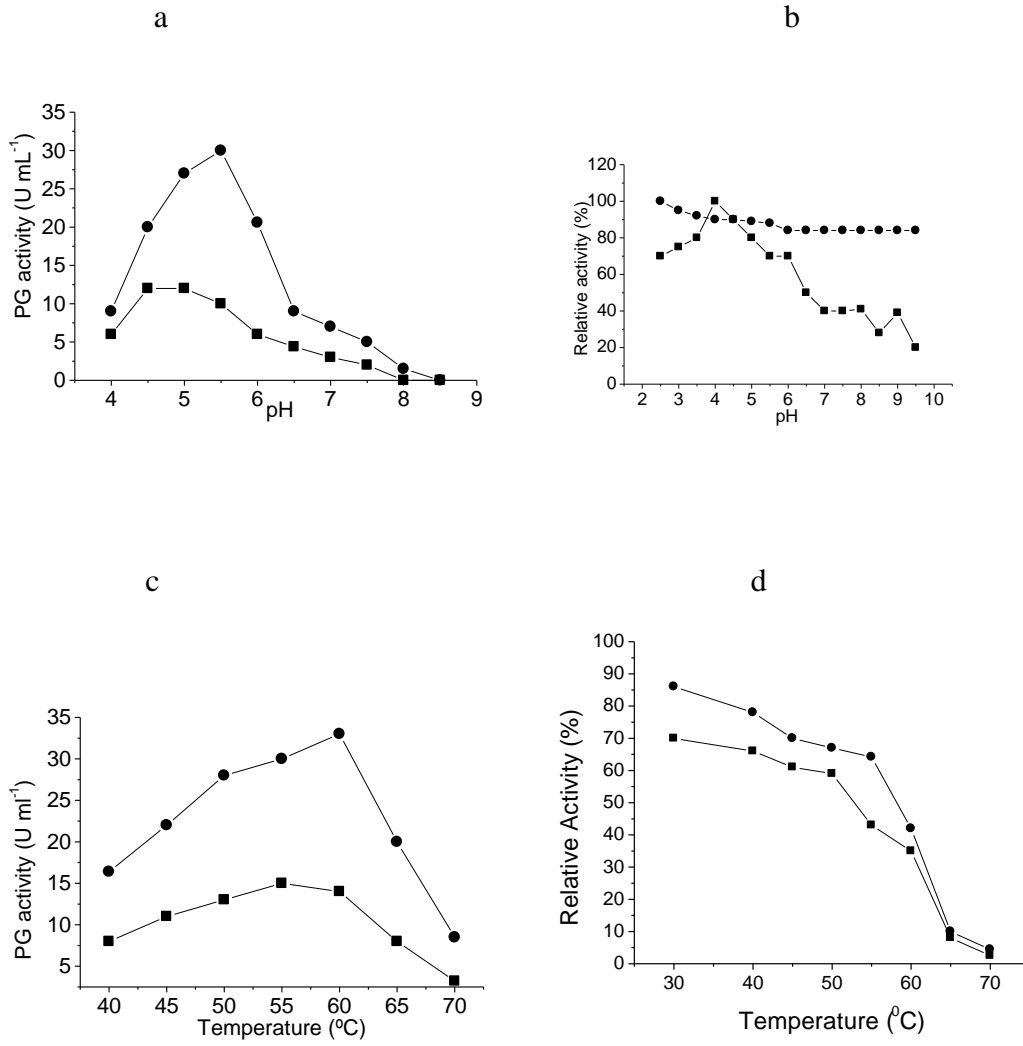 a
b
35
30
25
20
15
10
5
0
PG activity (U mL⁻¹)
4 5 6 7 8 9
pH
120
100
80
60
40
20
0
Relative activity (%)
2 3 4 5 6 7 8 9 10
pH
c
d
35
30
25
20
15
10
5
PG activity (U ml⁻¹)
40 45 50 55 60 65 70
Temperature (ºC)
100
90
80
70
60
50
40
30
20
10
0
Relative Activity (%)
30 40 50 60 70
Temperature (⁰C)